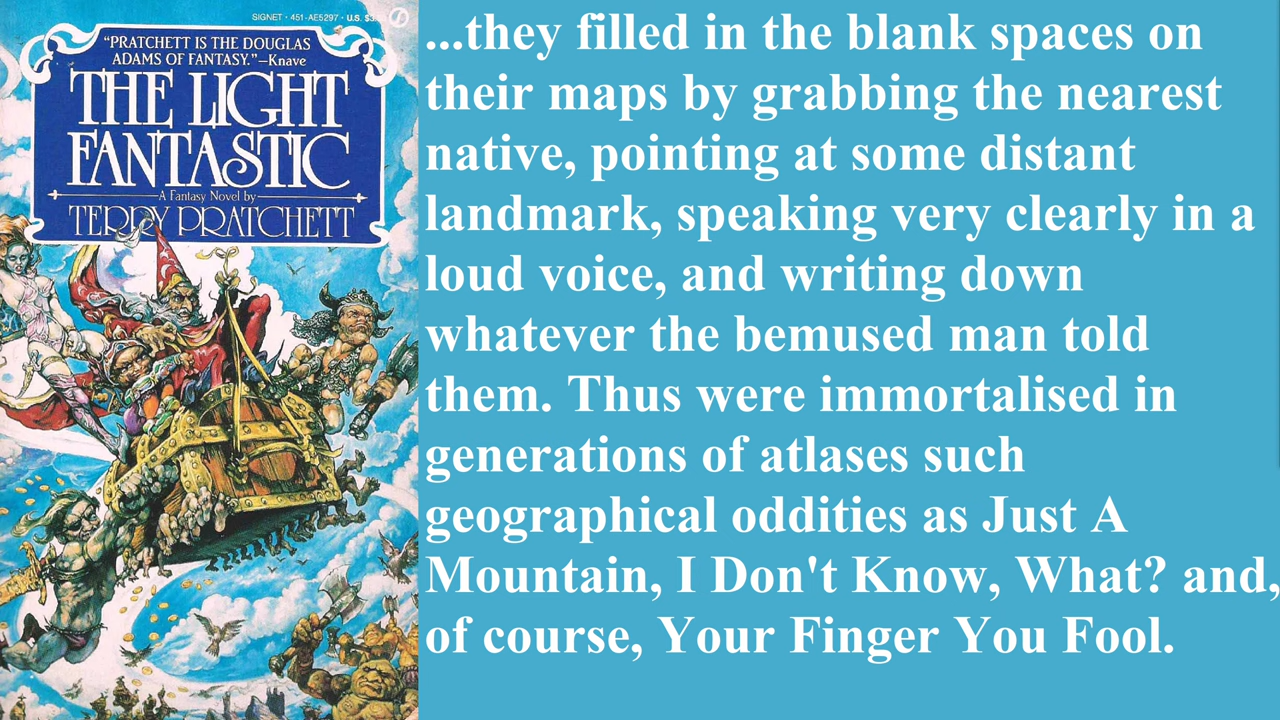 SIGNET • 451-AE5297 • U.S.
"PRATCHETT IS THE DOUGLAS
ADAMS OF FANTASY."—Knave
THE LIGHT
FANTASTIC
A Fantasy Novel by
TERRY PRATCHETT
...they filled in the blank spaces on
their maps by grabbing the nearest
native, pointing at some distant
landmark, speaking very clearly in a
loud voice, and writing down
whatever the bemused man told
them. Thus were immortalised in
generations of atlases such
geographical oddities as Just A
Mountain, I Don't Know, What? and,
of course, Your Finger You Fool.